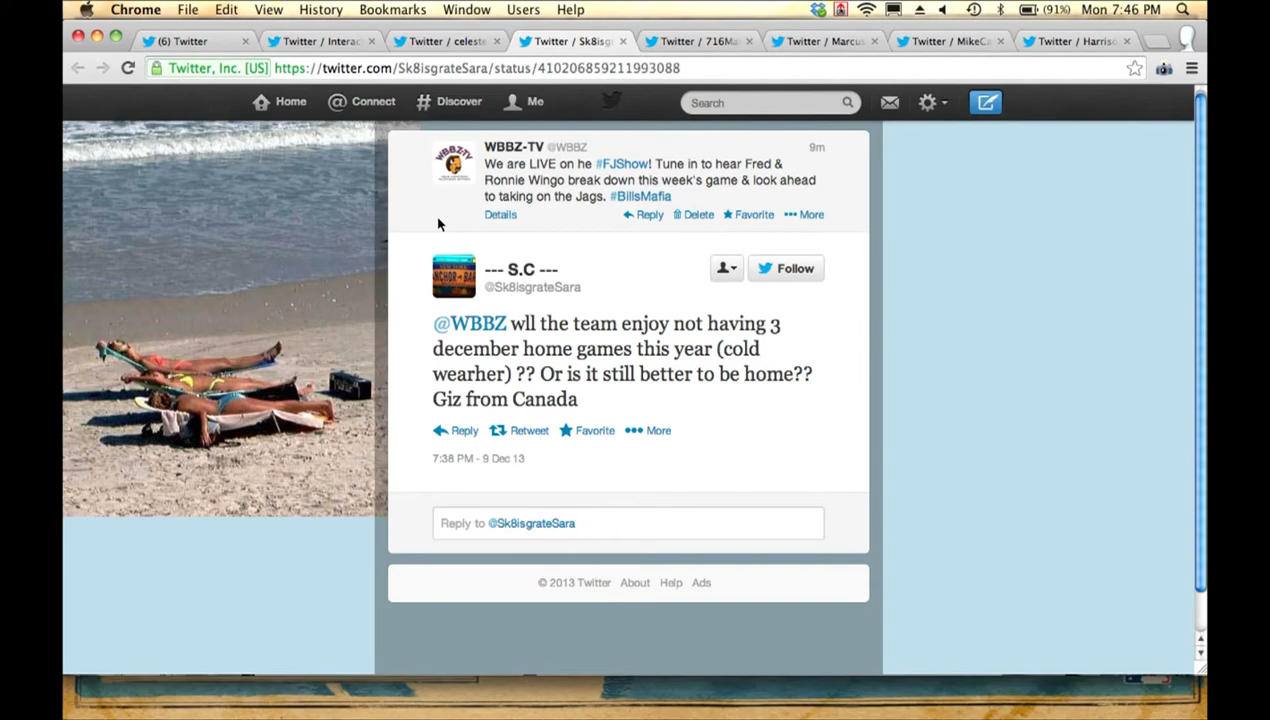 Chrome File Edit View History Bookmarks Window Users Help (91%) Mon 7:46 PM
(6) Twitter Twitter / Interac Twitter / celeste Twitter / Sk8isg Twitter / 716Ma Twitter / Marcus Twitter / MikeCa Twitter / Harriso
Twitter, Inc. [US] https://twitter.com/Sk8isgrateSara/status/410206859211993088
Home Connect Discover Me Search
WBBZ-TV @WBBZ 9m
We are LIVE on he #FJShow! Tune in to hear Fred &
Ronnie Wingo break down this week's game & look ahead
to taking on the Jags. #BillsMafia
Details Reply Delete Favorite More
WBBZ-TV
ANCHOR BAR
--- S.C ---
@Sk8isgrateSara
Follow
@WBBZ wll the team enjoy not having 3
december home games this year (cold
wearher) ?? Or is it still better to be home??
Giz from Canada
Reply Retweet Favorite More
7:38 PM - 9 Dec 13
Reply to @Sk8isgrateSara
© 2013 Twitter About Help Ads